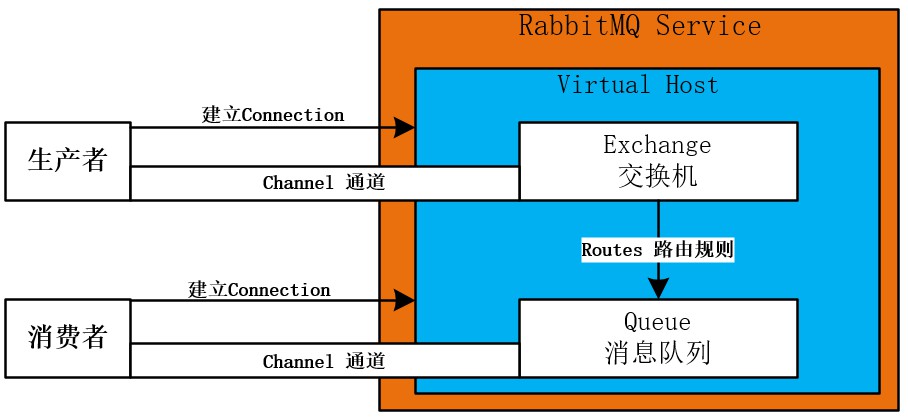 RabbitMQ Service
Virtual Host
建立Connection
生产者
Exchange
交换机
Channel 通道
Routes 路由规则
建立Connection
消费者
Queue
消息队列
Channel 通道